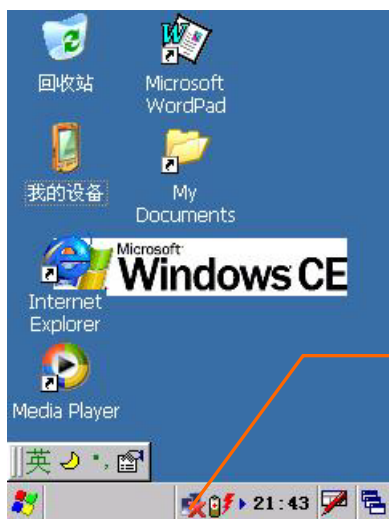 回收站
Microsoft
WordPad
我的设备
My
Documents
Microsoft
Windows CE
Internet
Explorer
Media Player
英
21:43